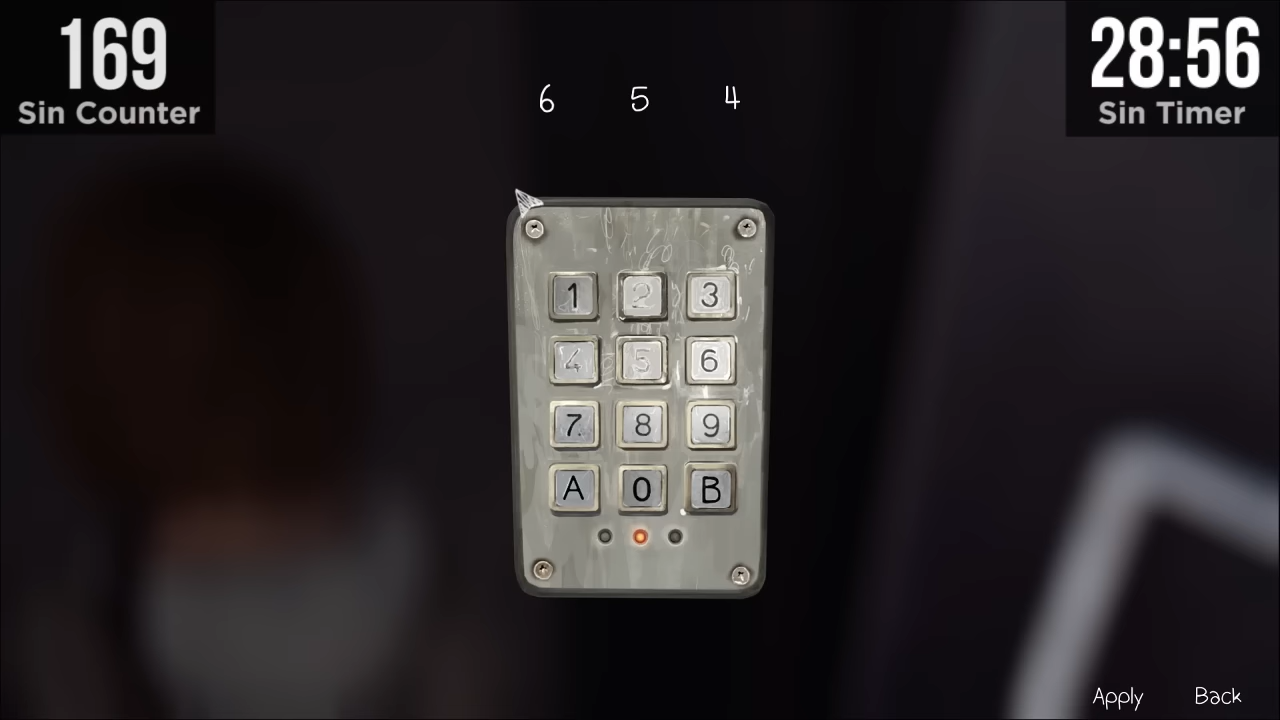 169
Sin Counter
28:56
Sin Timer
6 5 4
1 2 3
4 5 6
7 8 9
A 0 B
Apply Back